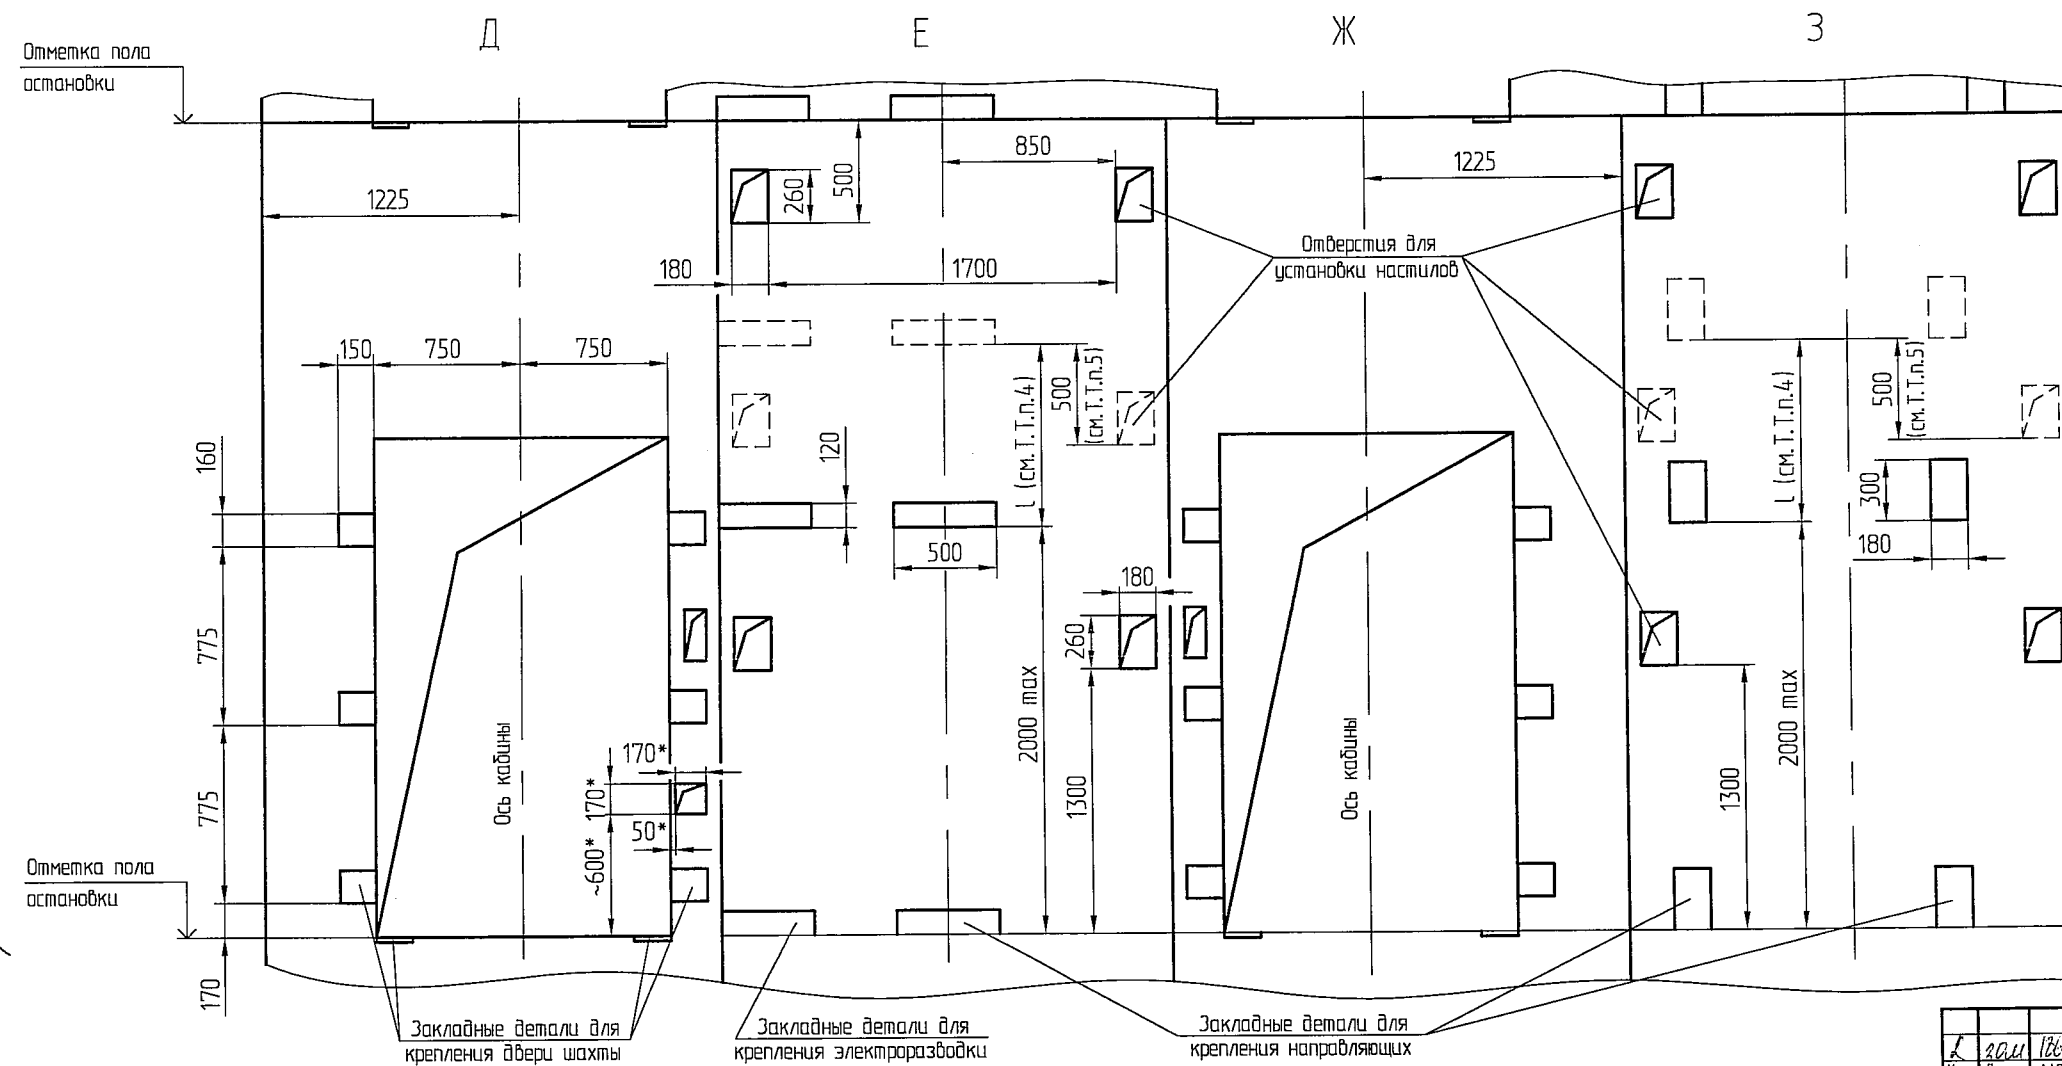 Д
Е
Ж
З
Отметка пола
остановки
850
1225
260
500
1225
Отверстия для
установки настилов
180
1700
150
750
750
l (см.Т.Т.п.4)
500
(см.Т.Т.п.5)
l (см.Т.Т.п.4)
500
(см.Т.Т.п.5)
160
120
300
500
180
180
775
260
2000 max
2000 max
Ось кабины
Ось кабины
170*
170*
1300
1300
775
50*
~600*
Отметка пола
остановки
170
Закладные детали для
крепления двери шахты
Закладные детали для
крепления электроразводки
Закладные детали для
крепления направляющих
зам